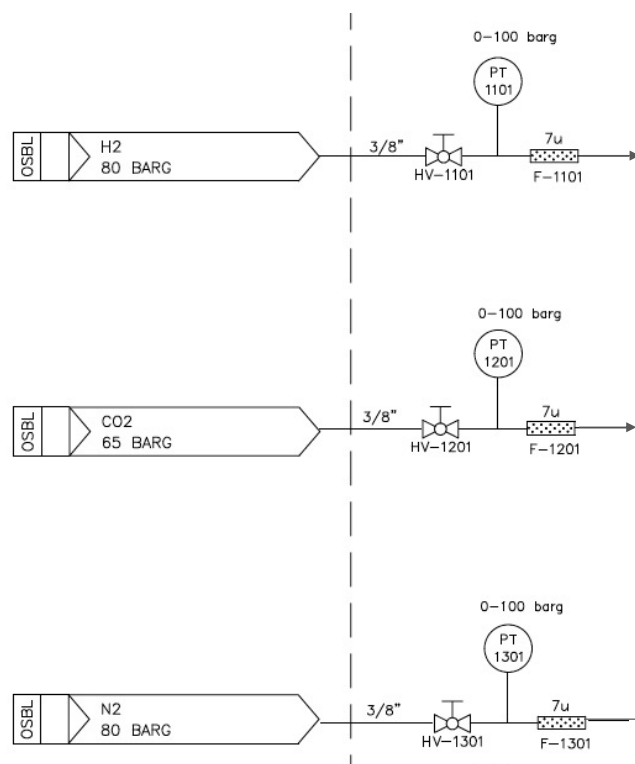 0-100 barg
PT
1101
OSBL
H2
80 BARG
3/8"
7u
HV-1101
F-1101
0-100 barg
PT
1201
OSBL
CO2
65 BARG
3/8"
7u
HV-1201
F-1201
0-100 barg
PT
1301
OSBL
N2
80 BARG
3/8"
7u
HV-1301
F-1301